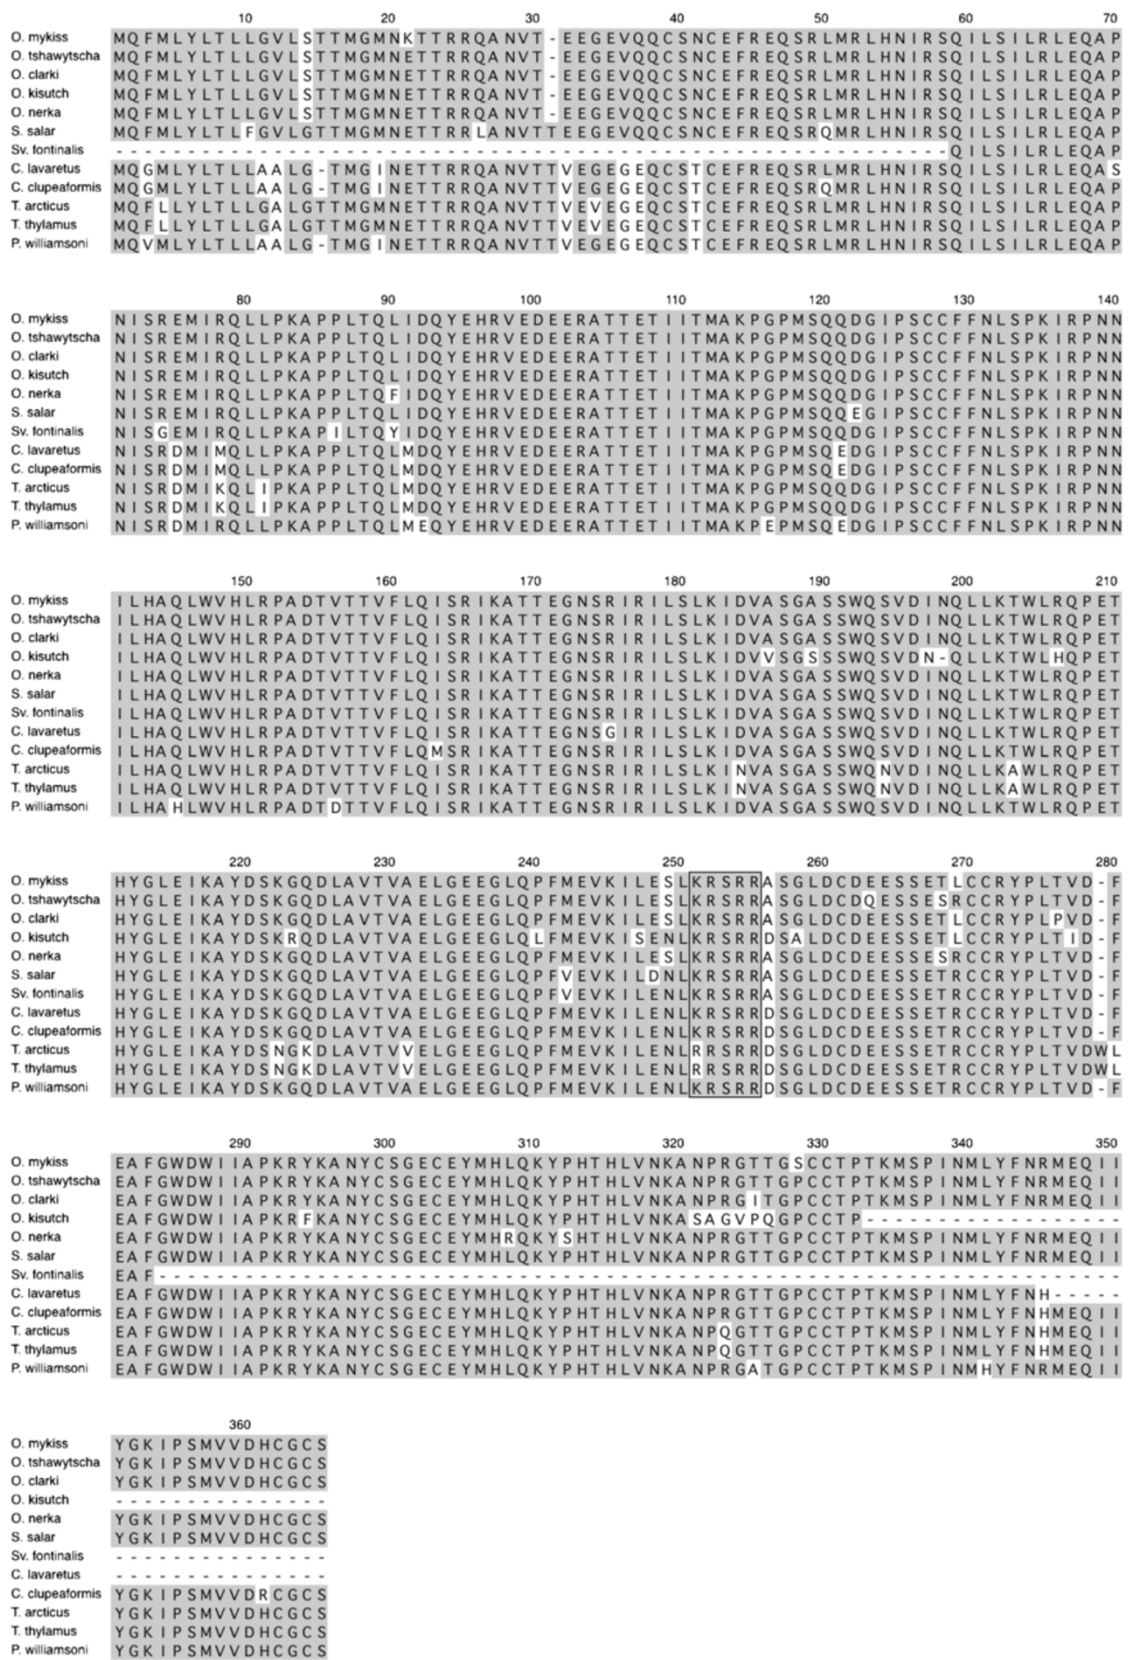 10 20 30 40 50 60 70
O. mykiss MQFMLYLTLLGVLSTTMGMNKTTRRQANVT-EEGEVQQCSNCEFREQSRLMRLHNIRSQILSILRLEQAP
O. tshawytscha MQFMLYLTLLGVLSTTMGMNETTRRQANVT-EEGEVQQCSNCEFREQSRLMRLHNIRSQILSILRLEQAP
O. clarki MQFMLYLTLLGVLSTTMGMNETTRRQANVT-EEGEVQQCSNCEFREQSRLMRLHNIRSQILSILRLEQAP
O. kisutch MQFMLYLTLLGVLSTTMGMNETTRRQANVT-EEGEVQQCSNCEFREQSRLMRLHNIRSQILSILRLEQAP
O. nerka MQFMLYLTLLGVLSTTMGMNETTRRQANVT-EEGEVQQCSNCEFREQSRLMRLHNIRSQILSILRLEQAP
S. salar MQFMLYLTLFGVLGTTMGMNETTRRLANVTTEEGEVQQCSNCEFREQSRQMRLHNIRSQILSILRLEQAP
Sv. fontinalis ----------------------------------------------------------QILSILRLEQAP
C. lavaretus MQGMLYLTLLAALG-TMGINETTRRQANVTTVEGEGEQCSTCEFREQSRLMRLHNIRSQILSILRLEQAS
C. clupeaformis MQGMLYLTLLAALG-TMGINETTRRQANVTTVEGEGEQCSTCEFREQSRQMRLHNIRSQILSILRLEQAP
T. arcticus MQFLLYLTLLGALGTTMGMNETTRRQANVTTVEVEGEQCSTCEFREQSRLMRLHNIRSQILSILRLEQAP
T. thylamus MQFLLYLTLLGALGTTMGMNETTRRQANVTTVEVEGEQCSTCEFREQSRLMRLHNIRSQILSILRLEQAP
P. williamsoni MQVMLYLTLLAALG-TMGINETTRRQANVTTVEGEGEQCSTCEFREQSRLMRLHNIRSQILSILRLEQAP
80 90 100 110 120 130 140
O. mykiss NISREMIRQLLPKAPPLTQLIDQYEHRVEDEERATTETIITMAKPGPMSQQDGIPSCCFFNLSPKIRPNN
O. tshawytscha NISREMIRQLLPKAPPLTQLIDQYEHRVEDEERATTETIITMAKPGPMSQQDGIPSCCFFNLSPKIRPNN
O. clarki NISREMIRQLLPKAPPLTQLIDQYEHRVEDEERATTETIITMAKPGPMSQQDGIPSCCFFNLSPKIRPNN
O. kisutch NISREMIRQLLPKAPPLTQLIDQYEHRVEDEERATTETIITMAKPGPMSQQDGIPSCCFFNLSPKIRPNN
O. nerka NISREMIRQLLPKAPPLTQFIDQYEHRVEDEERATTETIITMAKPGPMSQQDGIPSCCFFNLSPKIRPNN
S. salar NISREMIRQLLPKAPPLTQLIDQYEHRVEDEERATTETIITMAKPGPMSQQEGIPSCCFFNLSPKIRPNN
Sv. fontinalis NISGEMIRQLLPKAPILTQYIDQYEHRVEDEERATTETIITMAKPGPMSQQDGIPSCCFFNLSPKIRPNN
C. lavaretus NISRDMIMQLLPKAPPLTQLMDQYEHRVEDEERATTETIITMAKPGPMSQEDGIPSCCFFNLSPKIRPNN
C. clupeaformis NISRDMIMQLLPKAPPLTQLMDQYEHRVEDEERATTETIITMAKPGPMSQEDGIPSCCFFNLSPKIRPNN
T. arcticus NISRDMIKQLIPKAPPLTQLMDQYEHRVEDEERATTETIITMAKPGPMSQQDGIPSCCFFNLSPKIRPNN
T. thylamus NISRDMIKQLIPKAPPLTQLMDQYEHRVEDEERATTETIITMAKPGPMSQQDGIPSCCFFNLSPKIRPNN
P. williamsoni NISRDMIRQLLPKAPPLTQLMEQYEHRVEDEERATTETIITMAKPEPMSQEDGIPSCCFFNLSPKIRPNN
150 160 170 180 190 200 210
O. mykiss ILHAQLWVHLRPADTVTTVFLQISRIKATTEGNSRIRILSLKIDVASGASSWQSVDINQLLKTWLRQPET
O. tshawytscha ILHAQLWVHLRPADTVTTVFLQISRIKATTEGNSRIRILSLKIDVASGASSWQSVDINQLLKTWLRQPET
O. clarki ILHAQLWVHLRPADTVTTVFLQISRIKATTEGNSRIRILSLKIDVASGASSWQSVDINQLLKTWLRQPET
O. kisutch ILHAQLWVHLRPADTVTTVFLQISRIKATTEGNSRIRILSLKIDVVSGSSSWQSVDN-QLLKTWLHQPET
O. nerka ILHAQLWVHLRPADTVTTVFLQISRIKATTEGNSRIRILSLKIDVASGASSWQSVDINQLLKTWLRQPET
S. salar ILHAQLWVHLRPADTVTTVFLQISRIKATTEGNSRIRILSLKIDVASGASSWQSVDINQLLKTWLRQPET
Sv. fontinalis ILHAQLWVHLRPADTVTTVFLQISRIKATTEGNSRIRILSLKIDVASGASSWQSVDINQLLKTWLRQPET
C. lavaretus ILHAQLWVHLRPADTVTTVFLQISRIKATTEGNSGIRILSLKIDVASGASSWQSVDINQLLKTWLRQPET
C. clupeaformis ILHAQLWVHLRPADTVTTVFLQMSRIKATTEGNSRIRILSLKIDVASGASSWQSVDINQLLKTWLRQPET
T. arcticus ILHAQLWVHLRPADTVTTVFLQISRIKATTEGNSRIRILSLKINVASGASSWQNVDINQLLKAWLRQPET
T. thylamus ILHAQLWVHLRPADTVTTVFLQISRIKATTEGNSRIRILSLKINVASGASSWQNVDINQLLKAWLRQPET
P. williamsoni ILHAHLWVHLRPADTDTTVFLQISRIKATTEGNSRIRILSLKIDVASGASSWQSVDINQLLKAWLRQPET
220 230 240 250 260 270 280
O. mykiss HYGLEIKAYDSKGQDLAVTVAELGEEGLQPFMEVKILESLKRSRRASGLDCDEESSETLCCRYPLTVD-F
O. tshawytscha HYGLEIKAYDSKGQDLAVTVAELGEEGLQPFMEVKILESLKRSRRASGLDCDQESSESRCCRYPLTVD-F
O. clarki HYGLEIKAYDSKGQDLAVTVAELGEEGLQPFMEVKILESLKRSRRASGLDCDEESSETLCCRYPLPVD-F
O. kisutch HYGLEIKAYDSKRQDLAVTVAELGEEGLQLFMEVKISENLKRSRRDSALDCDEESSETLCCRYPLTID-F
O. nerka HYGLEIKAYDSKGQDLAVTVAELGEEGLQPFMEVKILESLKRSRRASGLDCDEESSESRCCRYPLTVD-F
S. salar HYGLEIKAYDSKGQDLAVTVAELGEEGLQPFVEVKILDNLKRSRRASGLDCDEESSETRCCRYPLTVD-F
Sv. fontinalis HYGLEIKAYDSKGQDLAVTVAELGEEGLQPFVEVKILENLKRSRRASGLDCDEESSETRCCRYPLTVD-F
C. lavaretus HYGLEIKAYDSKGQDLAVTVAELGEEGLQPFMEVKILENLKRSRRDSGLDCDEESSETRCCRYPLTVD-F
C. clupeaformis HYGLEIKAYDSKGQDLAVTVAELGEEGLQPFMEVKILENLKRSRRDSGLDCDEESSETRCCRYPLTVD-F
T. arcticus HYGLEIKAYDSNGKDLAVTVVELGEEGLQPFMEVKILENLRRSRRDSGLDCDEESSETRCCRYPLTVDWL
T. thylamus HYGLEIKAYDSNGKDLAVTVVELGEEGLQPFMEVKILENLRRSRRDSGLDCDEESSETRCCRYPLTVDWL
P. williamsoni HYGLEIKAYDSKGQDLAVTVAELGEEGLQPFMEVKILENLKRSRRDSGLDCDEESSETRCCRYPLTVD-F
290 300 310 320 330 340 350
O. mykiss EAFGWDWIIAPKRYKANYCSGECEYMHLQKYPHTHLVNKANPRGTTGSCCTPTKMSPINMLYFNRMEQII
O. tshawytscha EAFGWDWIIAPKRYKANYCSGECEYMHLQKYPHTHLVNKANPRGTTGPCCTPTKMSPINMLYFNRMEQII
O. clarki EAFGWDWIIAPKRYKANYCSGECEYMHLQKYPHTHLVNKANPRGITGPCCTPTKMSPINMLYFNRMEQII
O. kisutch EAFGWDWIIAPKRFKANYCSGECEYMHLQKYPHTHLVNKASAGVPQGPCCTP------------------
O. nerka EAFGWDWIIAPKRYKANYCSGECEYMHRQKYSHTHLVNKANPRGTTGPCCTPTKMSPINMLYFNRMEQII
S. salar EAFGWDWIIAPKRYKANYCSGECEYMHLQKYPHTHLVNKANPRGTTGPCCTPTKMSPINMLYFNRMEQII
Sv. fontinalis EAF-------------------------------------------------------------------
C. lavaretus EAFGWDWIIAPKRYKANYCSGECEYMHLQKYPHTHLVNKANPRGTTGPCCTPTKMSPINMLYFNH-----
C. clupeaformis EAFGWDWIIAPKRYKANYCSGECEYMHLQKYPHTHLVNKANPRGTTGPCCTPTKMSPINMLYFNHMEQII
T. arcticus EAFGWDWIIAPKRYKANYCSGECEYMHLQKYPHTHLVNKANPQGTTGPCCTPTKMSPINMLYFNHMEQII
T. thylamus EAFGWDWIIAPKRYKANYCSGECEYMHLQKYPHTHLVNKANPQGTTGPCCTPTKMSPINMLYFNHMEQII
P. williamsoni EAFGWDWIIAPKRYKANYCSGECEYMHLQKYPHTHLVNKANPRGATGPCCTPTKMSPINMHYFNRMEQII
360
O. mykiss YGKIPSMVVDHCGCS
O. tshawytscha YGKIPSMVVDHCGCS
O. clarki YGKIPSMVVDHCGCS
O. kisutch ---------------
O. nerka YGKIPSMVVDHCGCS
S. salar YGKIPSMVVDHCGCS
Sv. fontinalis ---------------
C. lavaretus ---------------
C. clupeaformis YGKIPSMVVDRCGCS
T. arcticus YGKIPSMVVDHCGCS
T. thylamus YGKIPSMVVDHCGCS
P. williamsoni YGKIPSMVVDHCGCS